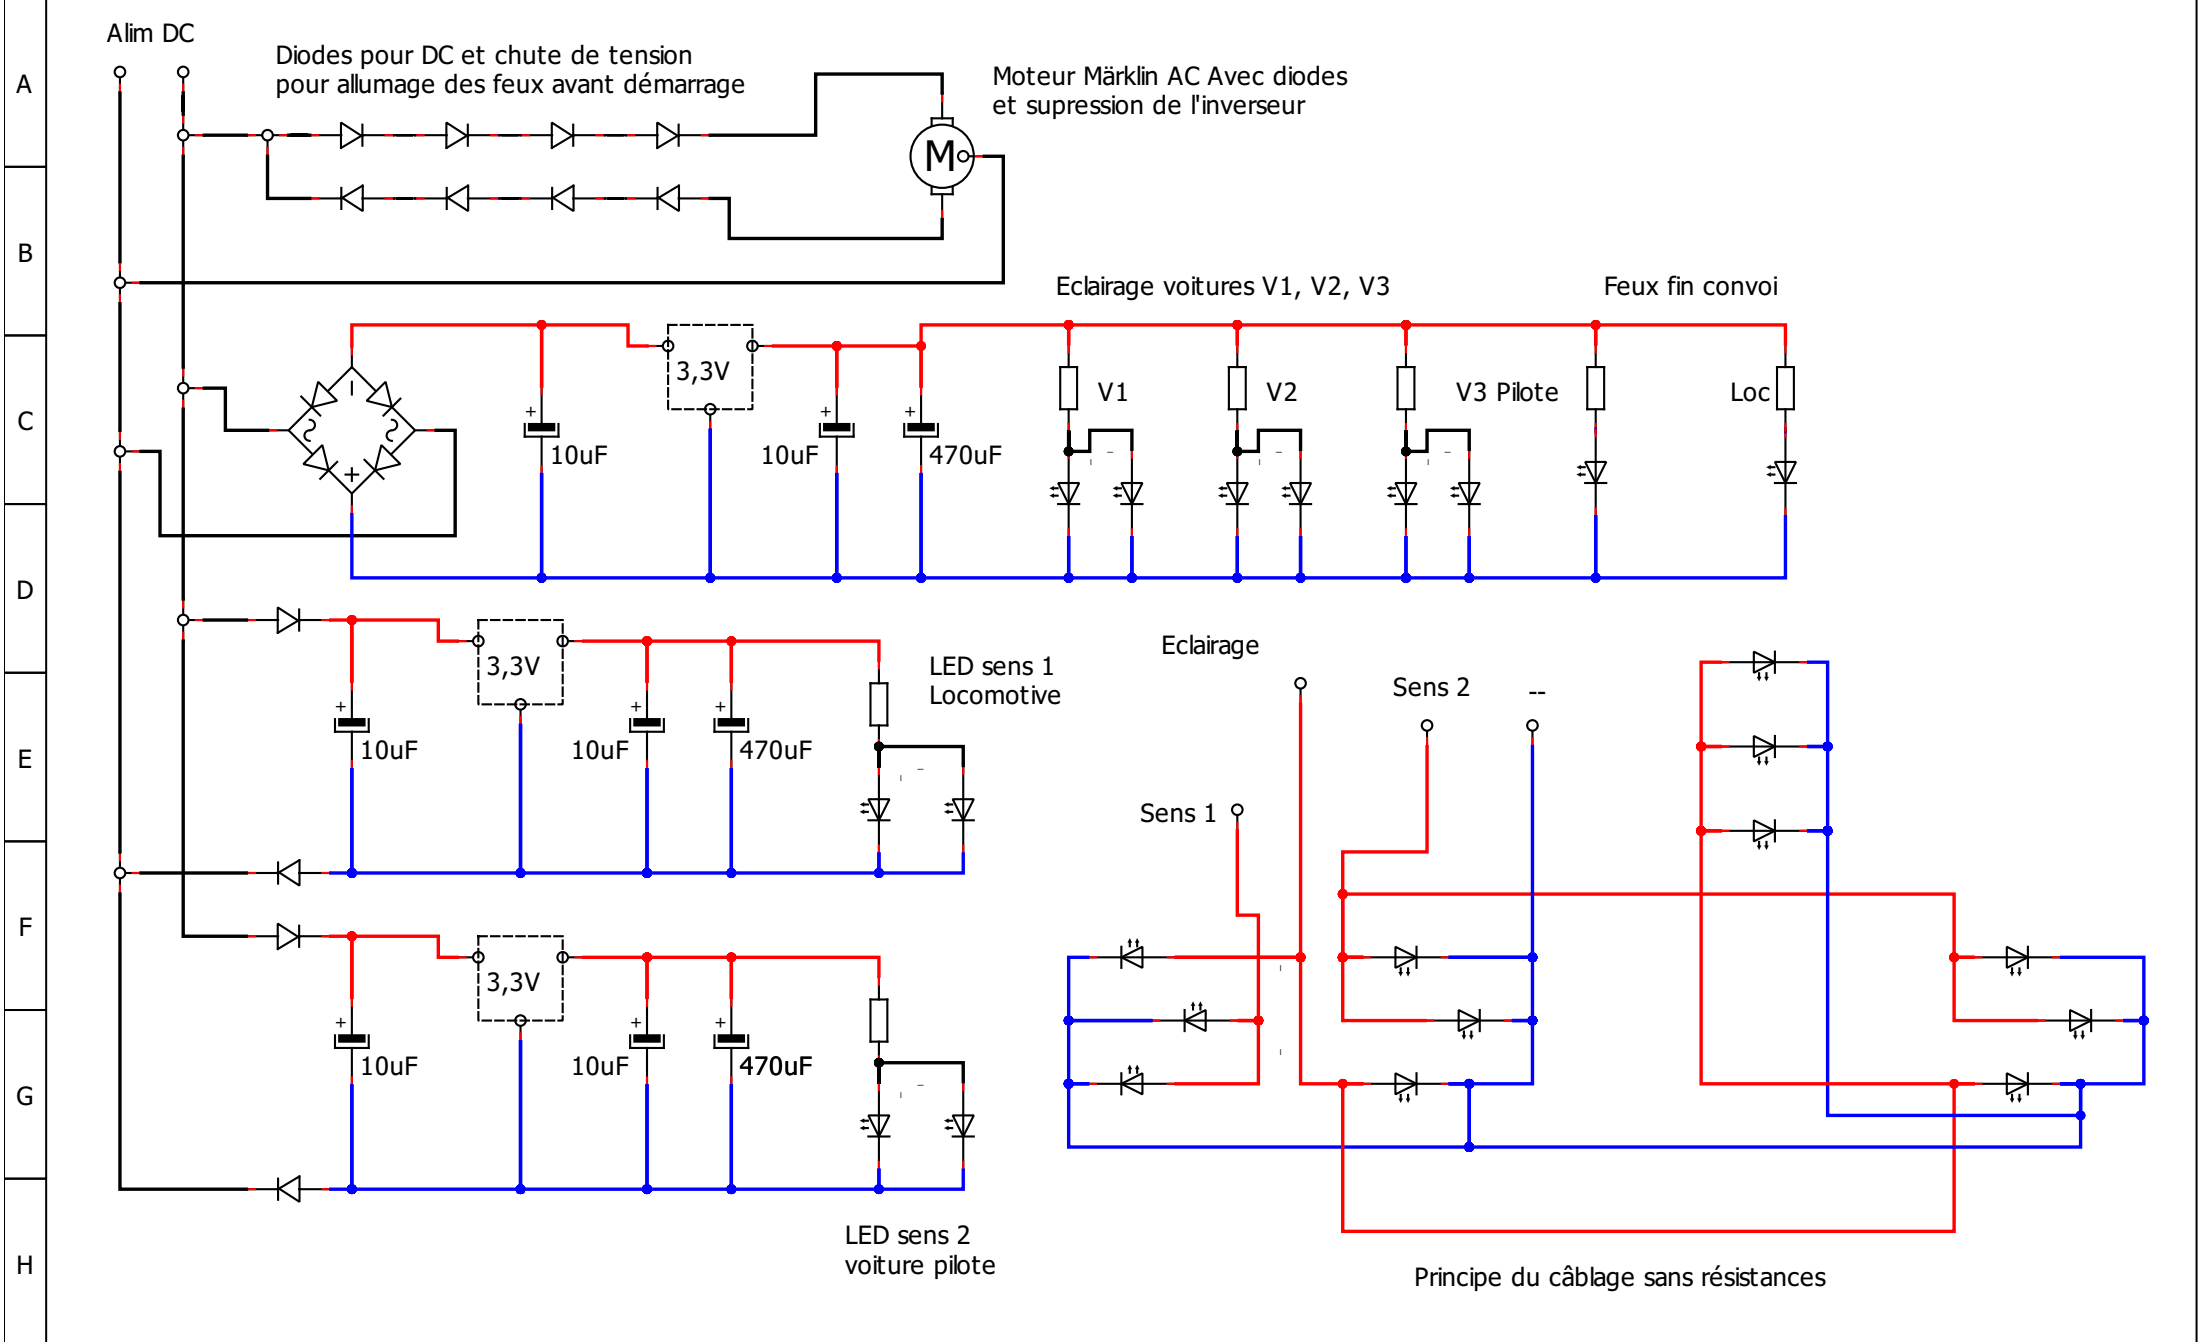 Alim DC
Diodes pour DC et chute de tension
pour allumage des feux avant démarrage
Moteur Märklin AC Avec diodes
et supression de l'inverseur
A
M
B
Eclairage voitures V1, V2, V3
Feux fin convoi
C
3,3V
V1
V2
V3 Pilote
Loc
+
10uF
+
10uF
+
470uF
D
3,3V
LED sens 1
Locomotive
Eclairage
Sens 2
--
E
+
10uF
+
10uF
+
470uF
Sens 1
F
3,3V
G
+
10uF
+
10uF
+
470uF
H
LED sens 2
voiture pilote
Principe du câblage sans résistances